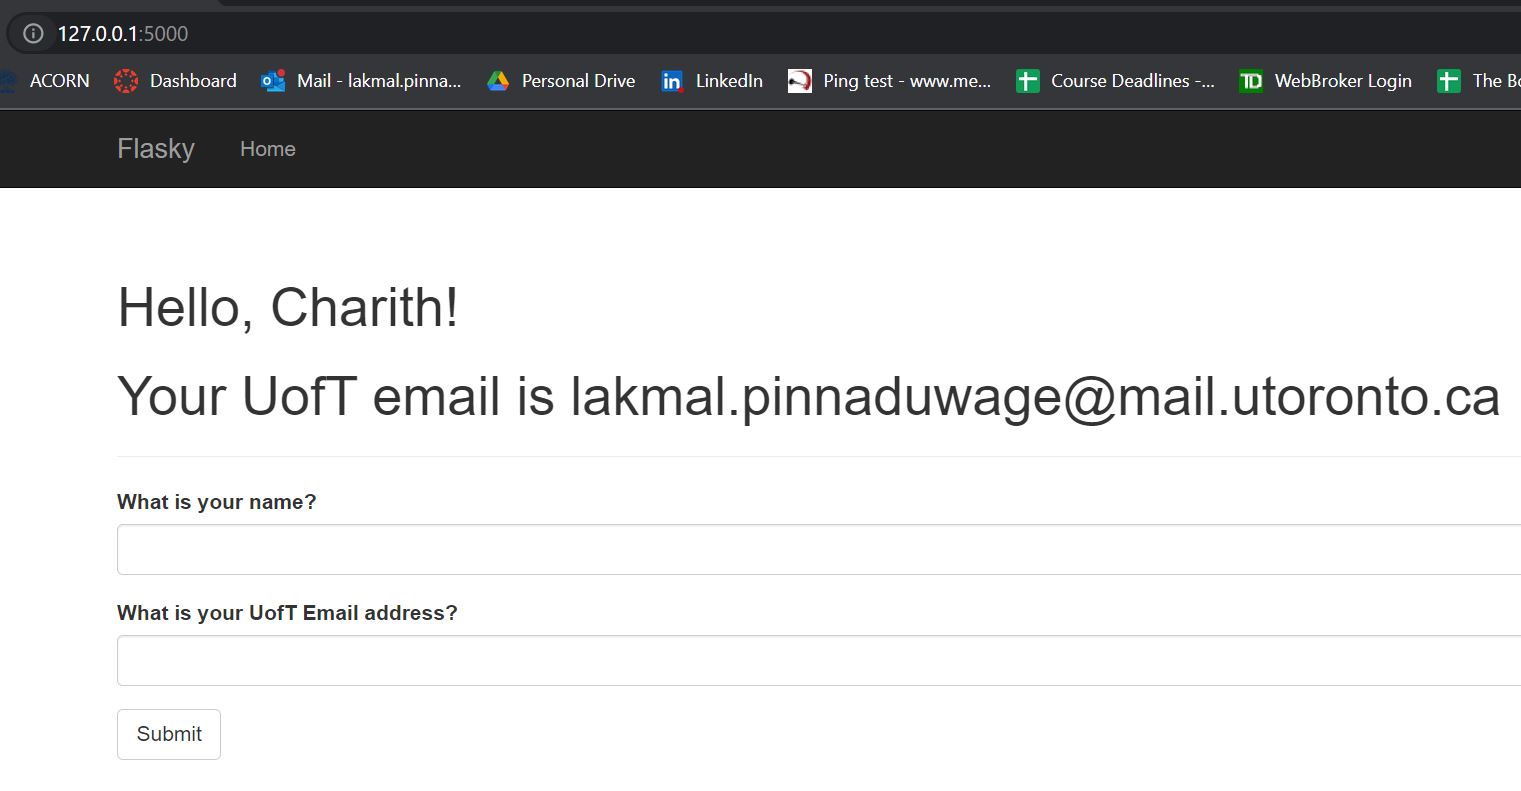 127.0.0.1:5000
ACORN Dashboard Mail - lakmal.pinna... Personal Drive LinkedIn Ping test - www.me... Course Deadlines -... TD WebBroker Login The Bo
Flasky Home
Hello, Charith!
Your UofT email is lakmal.pinnaduwage@mail.utoronto.ca
What is your name?
What is your UofT Email address?
Submit